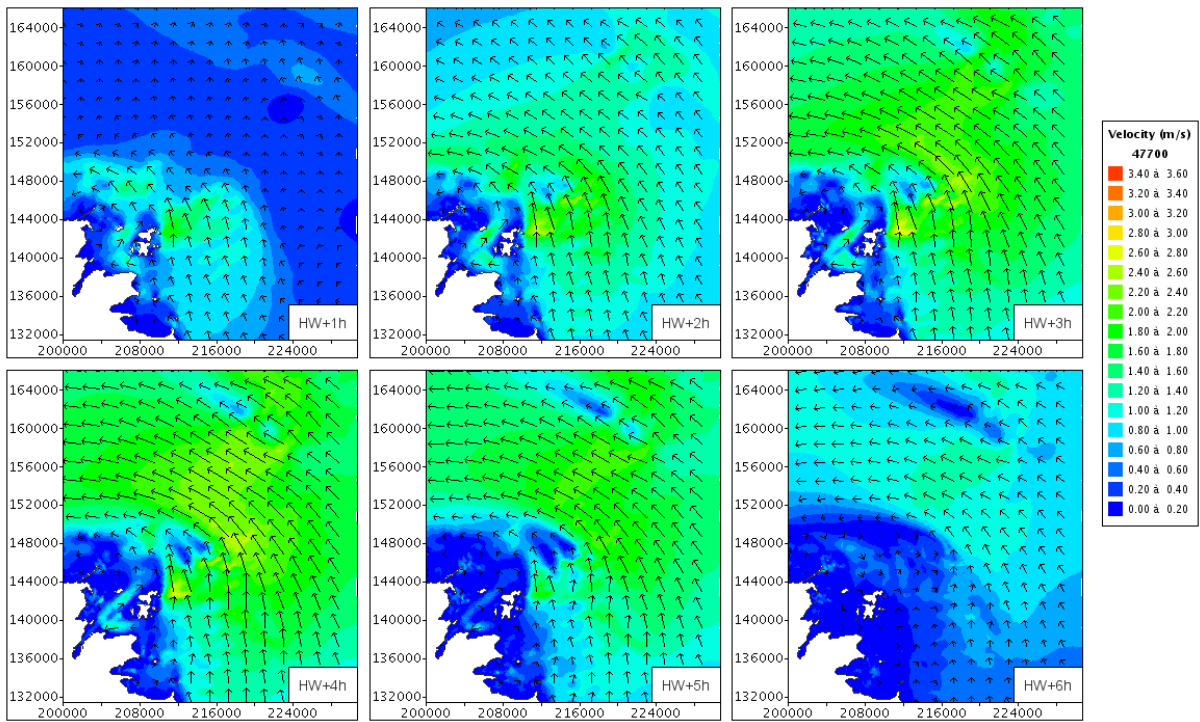 164000
160000
156000
152000
148000
144000
140000
136000
132000
200000 208000 216000 224000
HW+1h
164000
160000
156000
152000
148000
144000
140000
136000
132000
200000 208000 216000 224000
HW+2h
164000
160000
156000
152000
148000
144000
140000
136000
132000
200000 208000 216000 224000
HW+3h
Velocity (m/s)
47700
3.40 à 3.60
3.20 à 3.40
3.00 à 3.20
2.80 à 3.00
2.60 à 2.80
2.40 à 2.60
2.20 à 2.40
2.00 à 2.20
1.80 à 2.00
1.60 à 1.80
1.40 à 1.60
1.20 à 1.40
1.00 à 1.20
0.80 à 1.00
0.60 à 0.80
0.40 à 0.60
0.20 à 0.40
0.00 à 0.20
164000
160000
156000
152000
148000
144000
140000
136000
132000
200000 208000 216000 224000
HW+4h
164000
160000
156000
152000
148000
144000
140000
136000
132000
200000 208000 216000 224000
HW+5h
164000
160000
156000
152000
148000
144000
140000
136000
132000
200000 208000 216000 224000
HW+6h